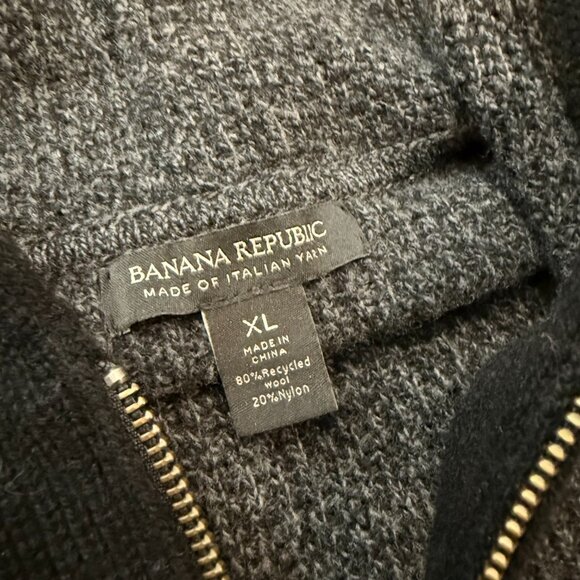 BANANA REPUBLIC
MADE OF ITALIAN YARN
XL
MADE IN
CHINA
80%Recycled
wool
20%Nylon